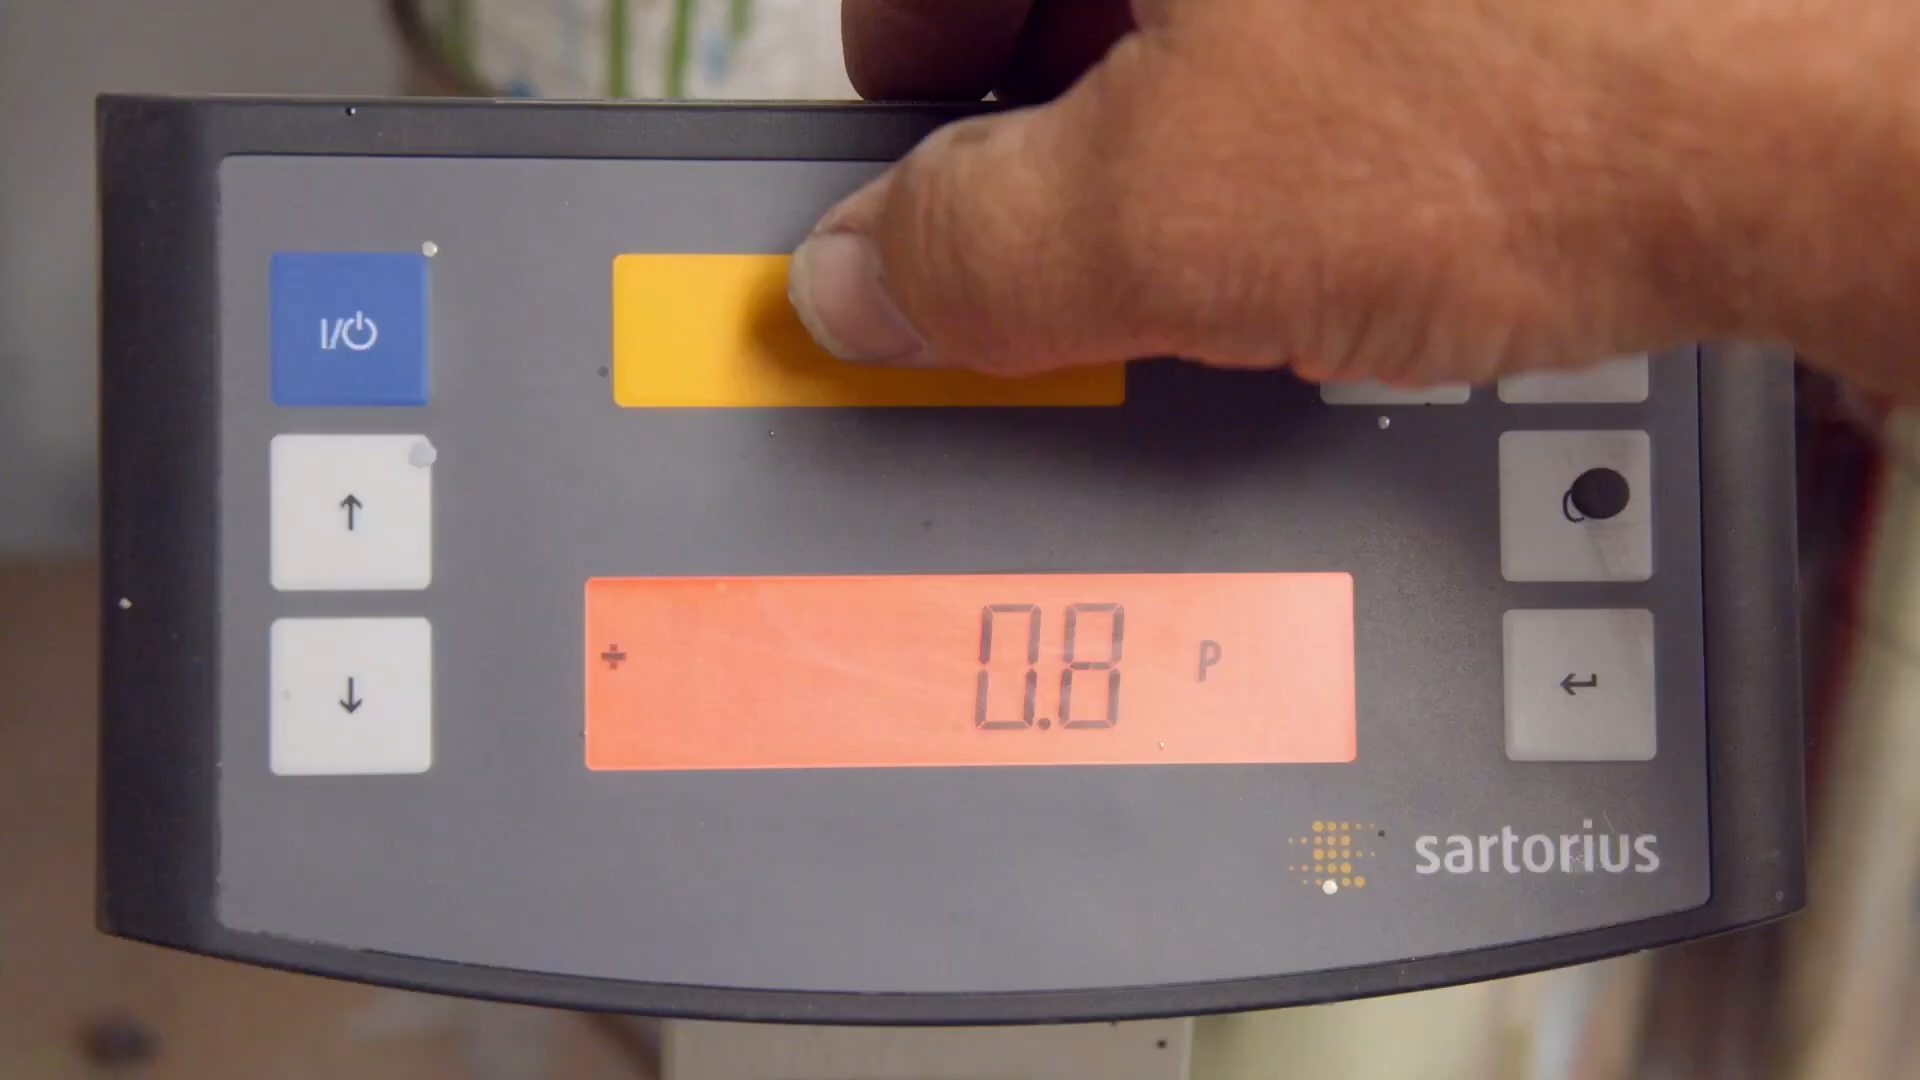 I/⏻
↑
↓
+ 0.8 P
↵
sartorius